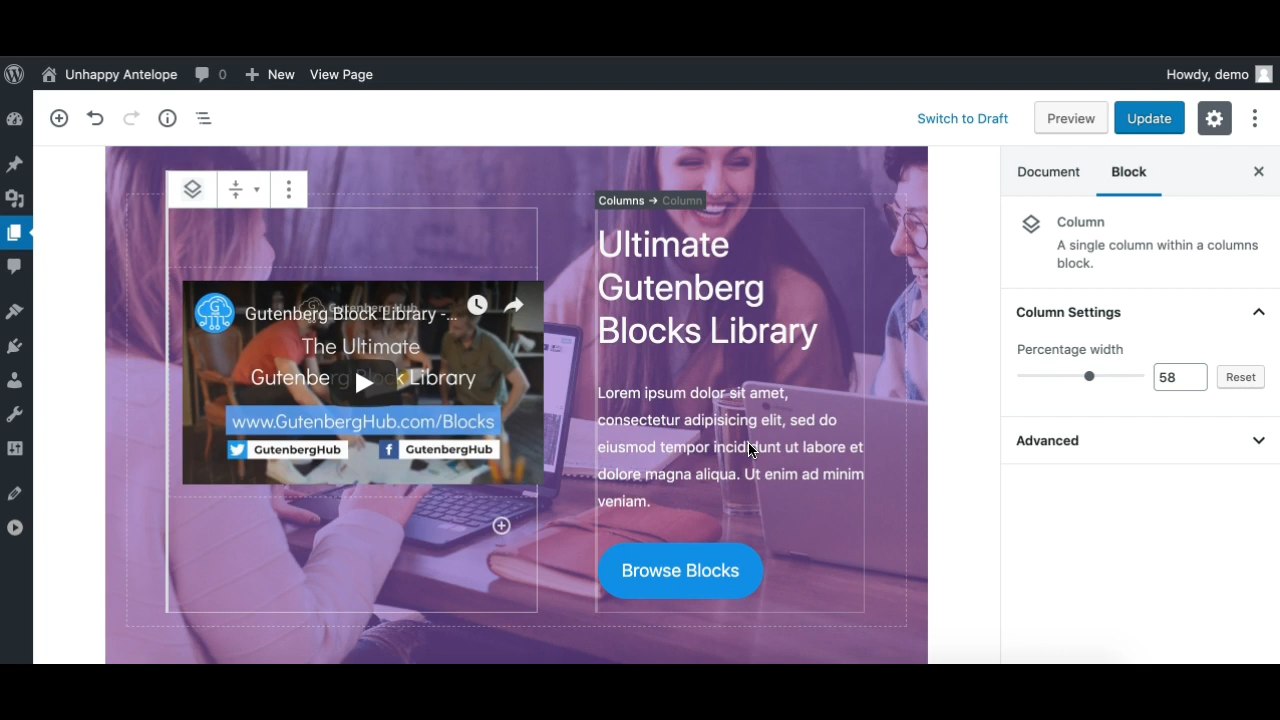 Unhappy Antelope
0
New
View Page
Howdy, demo
Switch to Draft
Preview
Update
Columns → Column
Ultimate
Gutenberg
Blocks Library
Gutenberg Hub
Gutenberg Block Library -...
The Ultimate
Gutenberg Block Library
www.GutenbergHub.com/Blocks
GutenbergHub
GutenbergHub
Lorem ipsum dolor sit amet,
consectetur adipisicing elit, sed do
eiusmod tempor incididunt ut labore et
dolore magna aliqua. Ut enim ad minim
veniam.
Browse Blocks
Document
Block
Column
A single column within a columns
block.
Column Settings
Percentage width
58
Reset
Advanced